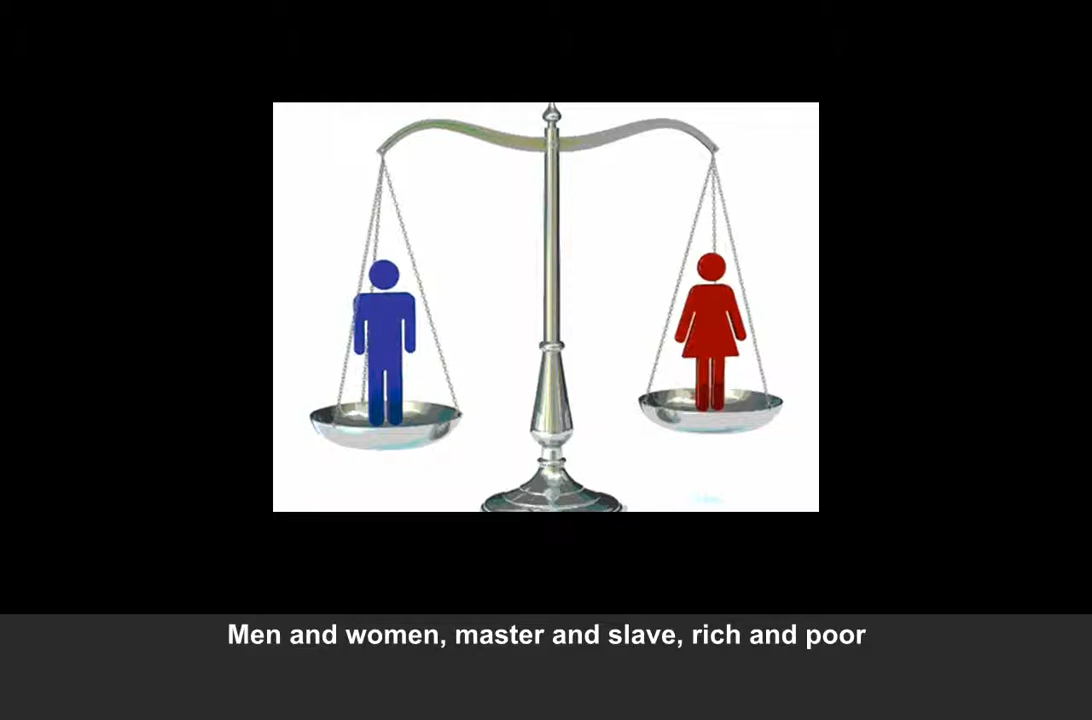 Men and women, master and slave, rich and poor